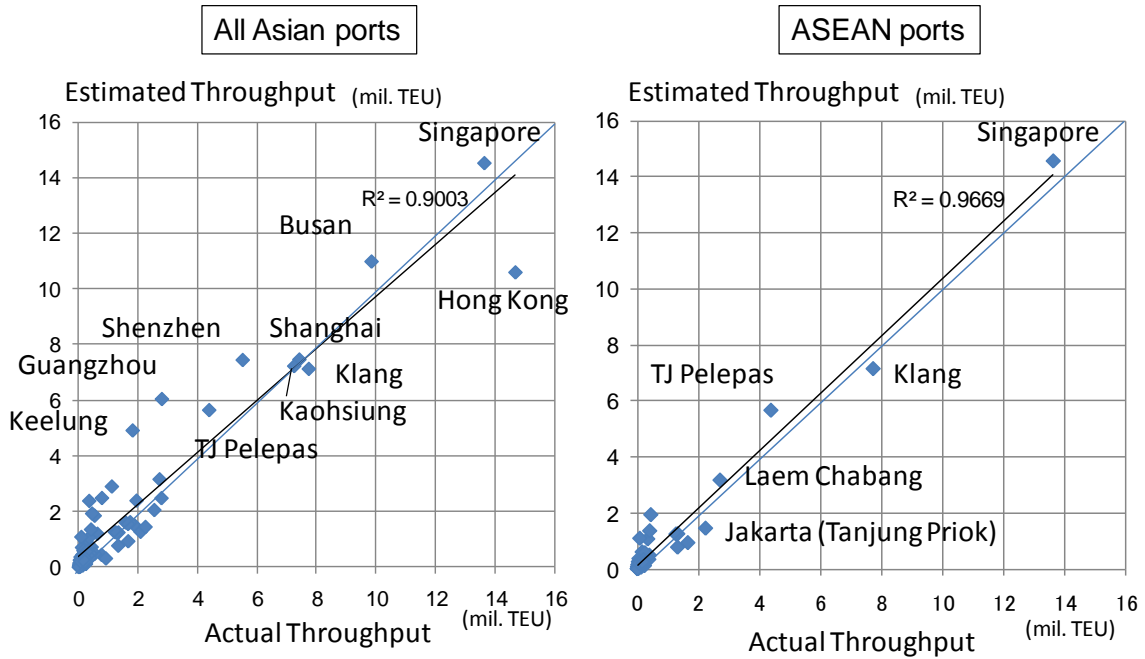 All Asian ports
Estimated Throughput (mil. TEU)
16
14
12
10
8
6
4
2
0
Singapore
R² = 0.9003
Busan
Hong Kong
Shenzhen
Shanghai
Guangzhou
Klang
Kaohsiung
Keelung
TJ Pelepas
0 2 4 6 8 10 12 14 16
(mil. TEU)
Actual Throughput
ASEAN ports
Estimated Throughput (mil. TEU)
16
14
12
10
8
6
4
2
0
Singapore
R² = 0.9669
TJ Pelepas
Klang
Laem Chabang
Jakarta (Tanjung Priok)
0 2 4 6 8 10 12 14 16
(mil. TEU)
Actual Throughput